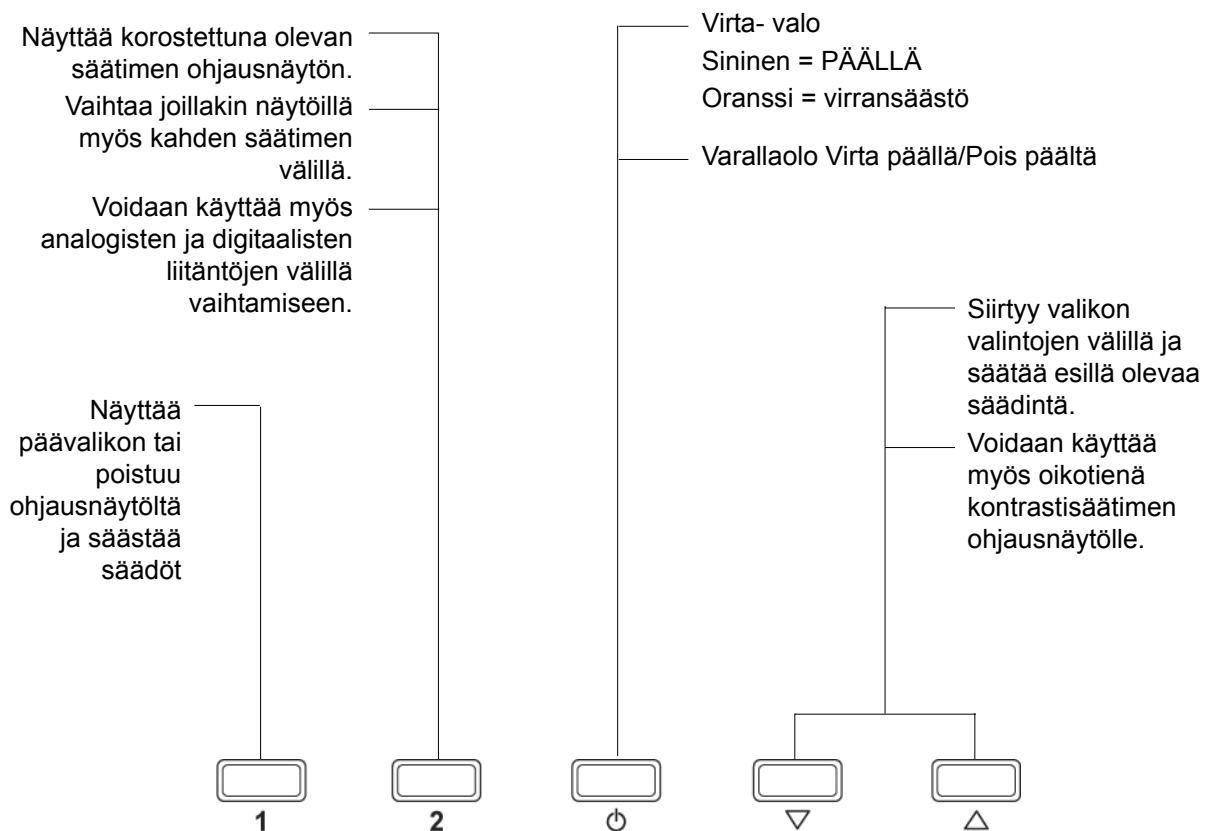 Näyttää korostettuna olevan
säätimen ohjausnäytön.
Vaihtaa joillakin näytöillä
myös kahden säätimen
välillä.
Voidaan käyttää myös
analogisten ja digitaalisten
liitäntöjen välillä
vaihtamiseen.
Näyttää
päävalikon tai
poistuu
ohjausnäytöltä
ja säästää
säädöt
Virta- valo
Sininen = PÄÄLLÄ
Oranssi = virransäästö
Varallaolo Virta päällä/Pois päältä
Siirtyy valikon
valintojen välillä ja
säätää esillä olevaa
säädintä.
Voidaan käyttää
myös oikotienä
kontrastisäätimen
ohjausnäytölle.
1
2